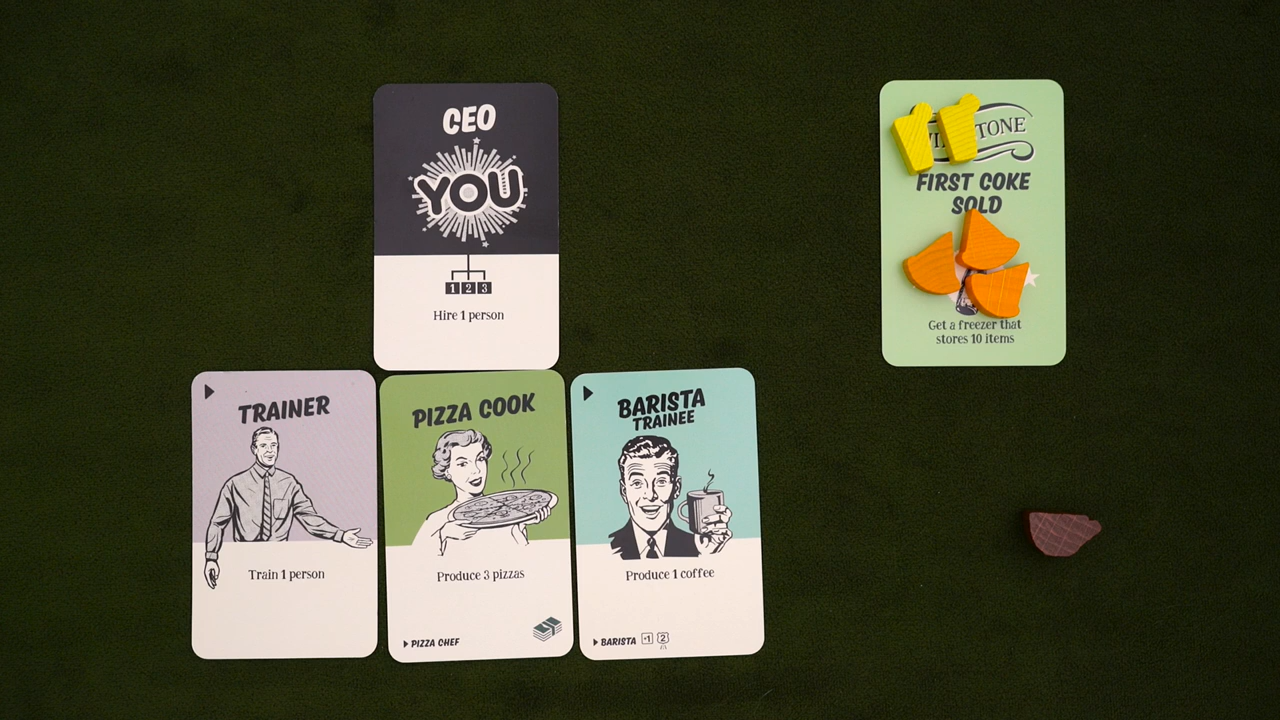 CEO
YOU
1 2 3
Hire 1 person
TRAINER
Train 1 person
PIZZA COOK
Produce 3 pizzas
PIZZA CHEF
BARISTA
TRAINEE
Produce 1 coffee
BARISTA -1 2
TONE
FIRST COKE
SOLD
Get a freezer that
stores 10 items